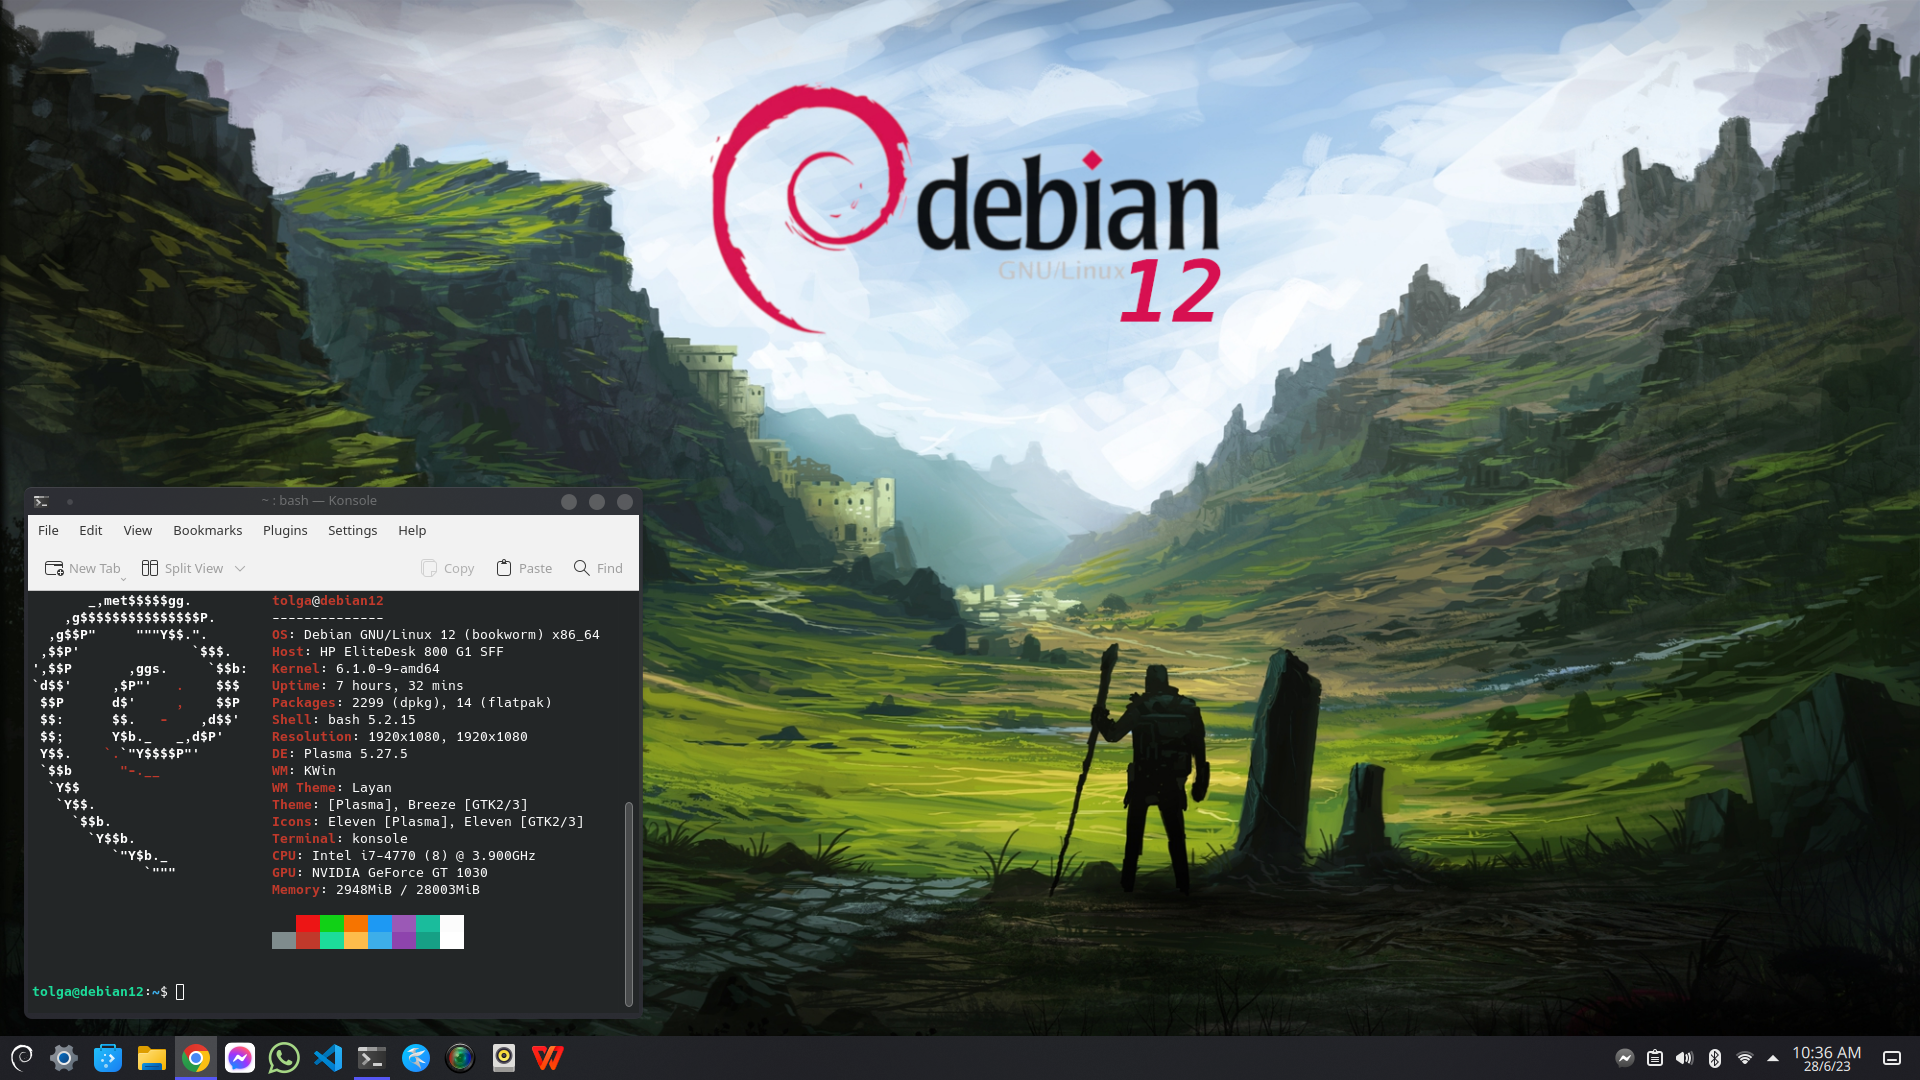 debian
GNU/Linux
12
~ : bash — Konsole
File Edit View Bookmarks Plugins Settings Help
New Tab Split View Copy Paste Find
_,met$$$$$gg. tolga@debian12
,g$$$$$$$$$$$$$$$P. --------------
,g$$P" """Y$$.". OS: Debian GNU/Linux 12 (bookworm) x86_64
,$$P' `$$$. Host: HP EliteDesk 800 G1 SFF
',$$P ,ggs. `$$b: Kernel: 6.1.0-9-amd64
`d$$' ,$P"' . $$$ Uptime: 7 hours, 32 mins
$$P d$' , $$P Packages: 2299 (dpkg), 14 (flatpak)
$$: $$. - ,d$$' Shell: bash 5.2.15
$$; Y$b._ _,d$P' Resolution: 1920x1080, 1920x1080
Y$$. `.`"Y$$$$P"' DE: Plasma 5.27.5
`$$b "-.__ WM: KWin
`Y$$ WM Theme: Layan
`Y$$. Theme: [Plasma], Breeze [GTK2/3]
`$$b. Icons: Eleven [Plasma], Eleven [GTK2/3]
`Y$$b. Terminal: konsole
`"Y$b._ CPU: Intel i7-4770 (8) @ 3.900GHz
`""" GPU: NVIDIA GeForce GT 1030
Memory: 2948MiB / 28003MiB
tolga@debian12:~$
10:36 AM
28/6/23